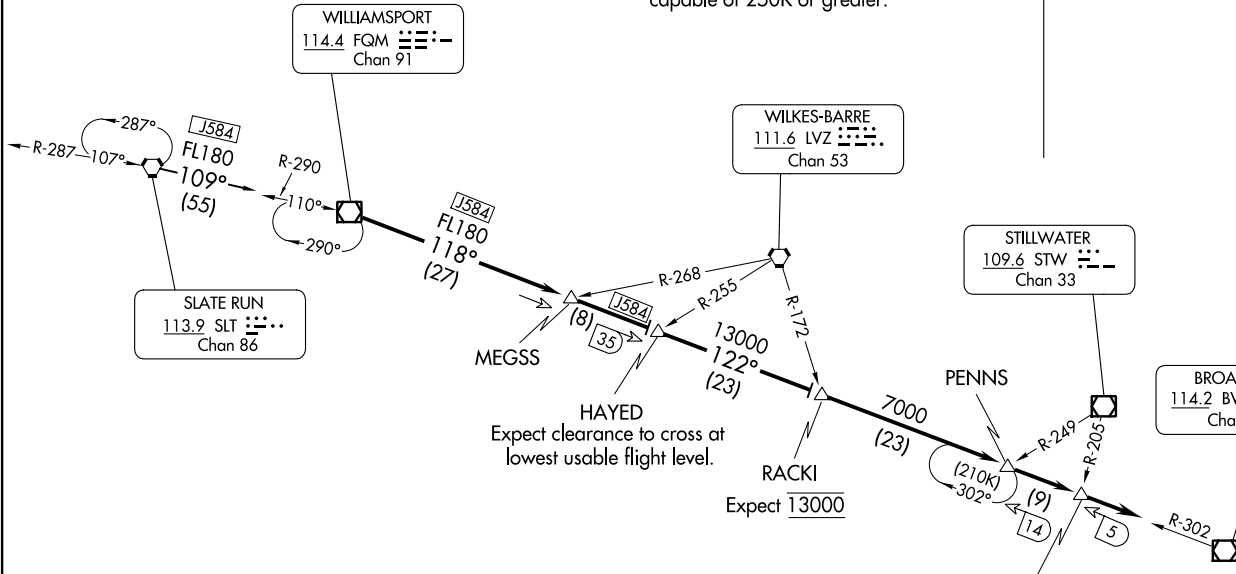 capable of 250K or greater.
WILLIAMSPORT
114.4 FQM
Chan 91
WILKES-BARRE
111.6 LVZ
Chan 53
STILLWATER
109.6 STW
Chan 33
SLATE RUN
113.9 SLT
Chan 86
BROA
114.2 BV
Cha
287°
R-287
107°
J584
FL180
109°
(55)
R-290
110°
290°
J584
FL180
118°
(27)
R-268
R-255
R-172
MEGSS
(8)
J584
35
HAYED
Expect clearance to cross at
lowest usable flight level.
13000
122°
(23)
RACKI
Expect 13000
7000
(23)
PENNS
R-249
R-205
(210K)
302°
(9)
14
5
R-302